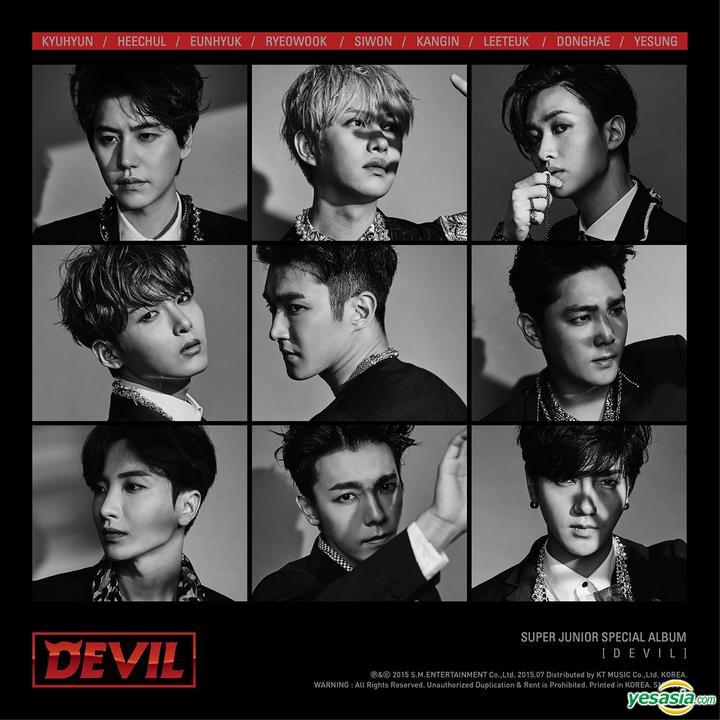 KYUHYUN / HEECHUL / EUNHYUK / RYEOWOOK / SIWON / KANGIN / LEETEUK / DONGHAE / YESUNG
DEVIL
SUPER JUNIOR SPECIAL ALBUM
[ D E V I L ]
℗&© 2015 S.M.ENTERTAINMENT Co.,Ltd. 2015.07 Distributed by KT MUSIC Co.,Ltd. KOREA.
WARNING : All Rights Reserved. Unauthorized Duplication & Rent is Prohibited. Printed in KOREA.
yesasia.com